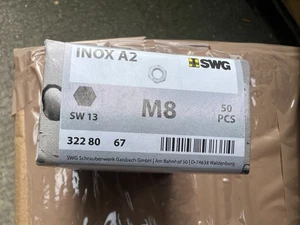 INOX A2
SWG
SW 13
M8
50
PCS
322 80 67
SWG Schraubenwerk Gaisbach GmbH | Am Bahnhof 50 | D-74638 Waldenburg